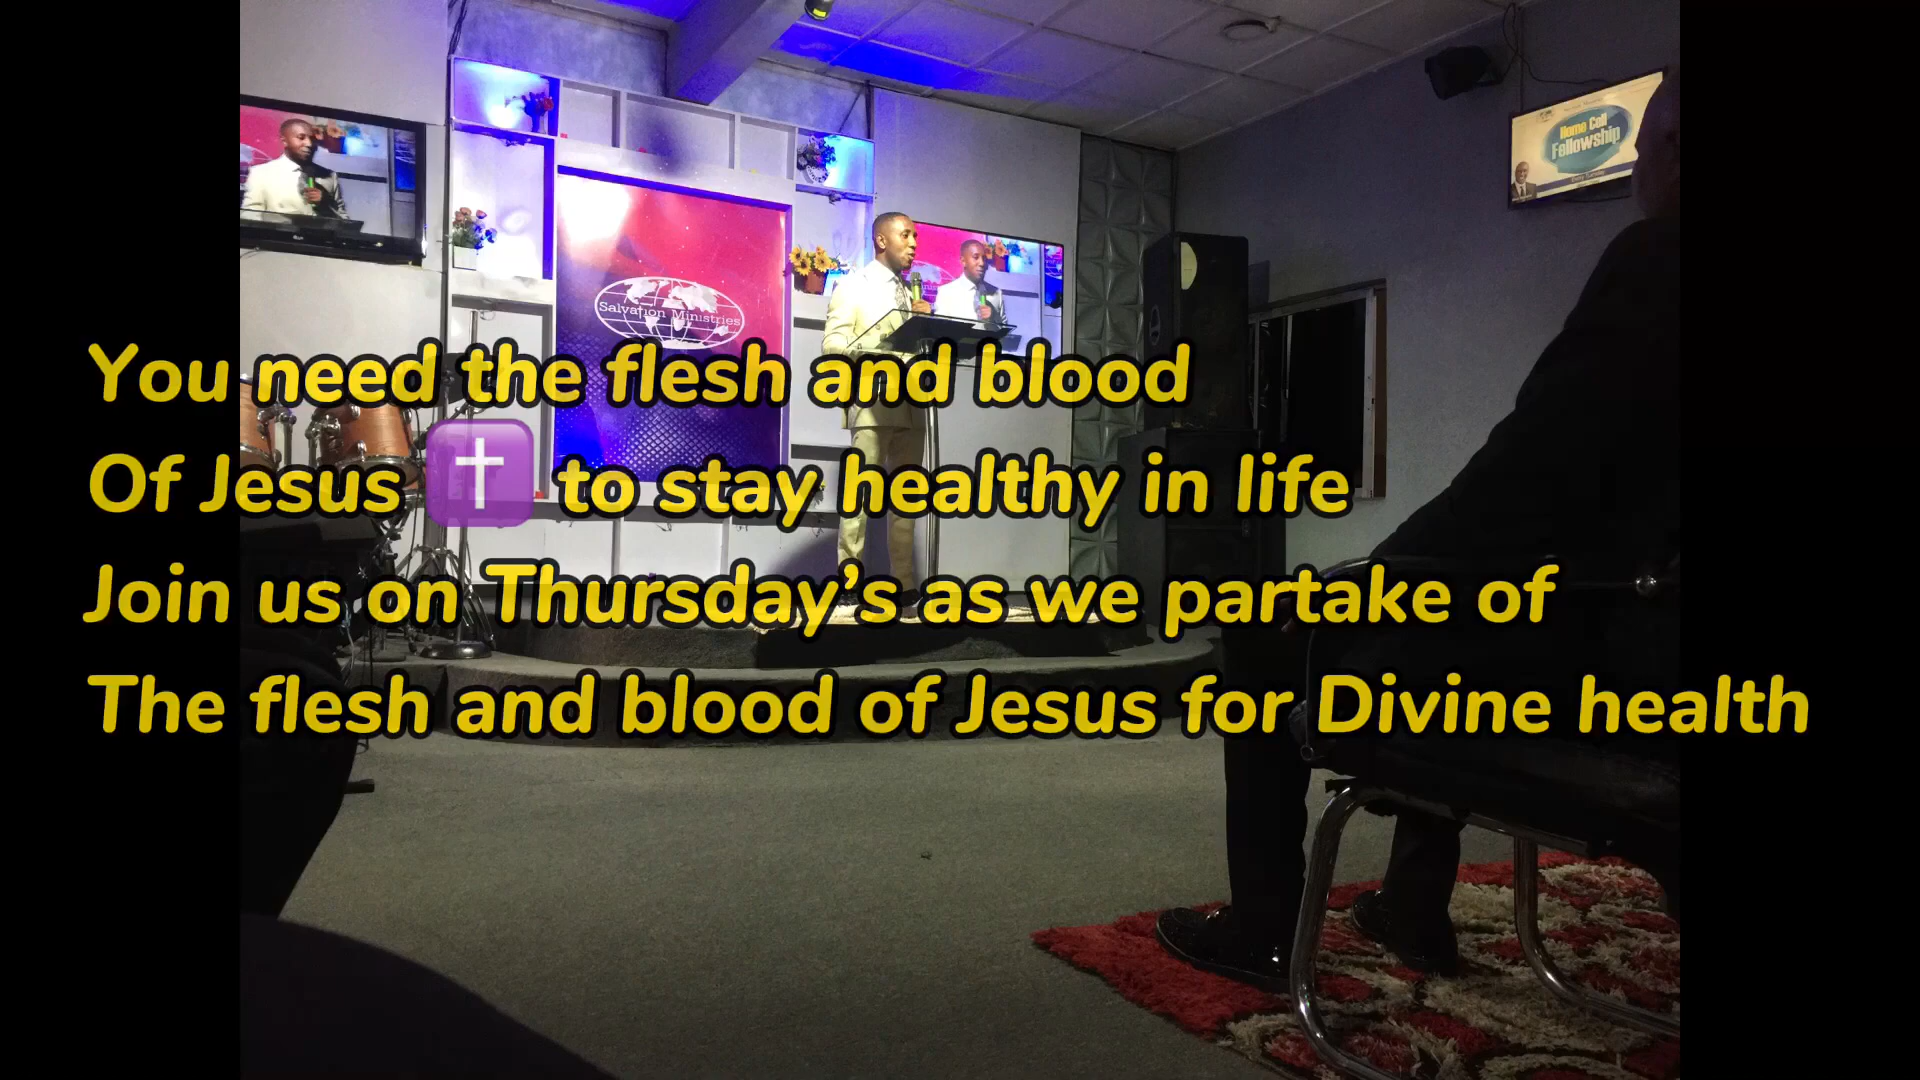 Home Cell
Fellowship
Salvation Ministries
You need the flesh and blood
Of Jesus ✝️ to stay healthy in life
Join us on Thursday’s as we partake of
The flesh and blood of Jesus for Divine health